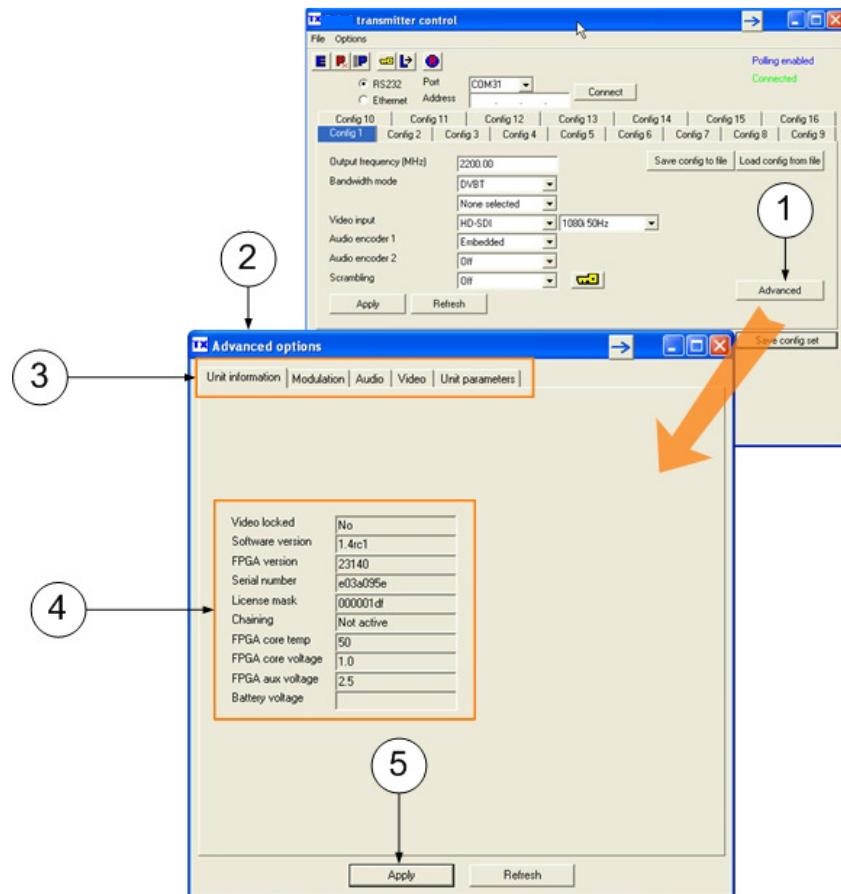 TX transmitter control
File Options
E P IP P
Polling enabled
RS232 Port COM31 Connect
Connected
Ethernet Address . . .
Config 10 Config 11 Config 12 Config 13 Config 14 Config 15 Config 16
Config 1 Config 2 Config 3 Config 4 Config 5 Config 6 Config 7 Config 8 Config 9
Output frequency (MHz) 2200.00 Save config to file Load config from file
Bandwidth mode DVBT
None selected
1
Video input HD-SDI 1080i 50Hz
Audio encoder 1 Embedded
2
Audio encoder 2 Off
Scrambling Off
Advanced
Apply Refresh
Save config set
TX Advanced options
3
Unit information Modulation Audio Video Unit parameters
Video locked No
Software version 1.4rc1
FPGA version 23140
Serial number e03a095e
4
License mask 000001df
Chaining Not active
FPGA core temp 50
FPGA core voltage 1.0
FPGA aux voltage 2.5
Battery voltage
5
Apply Refresh